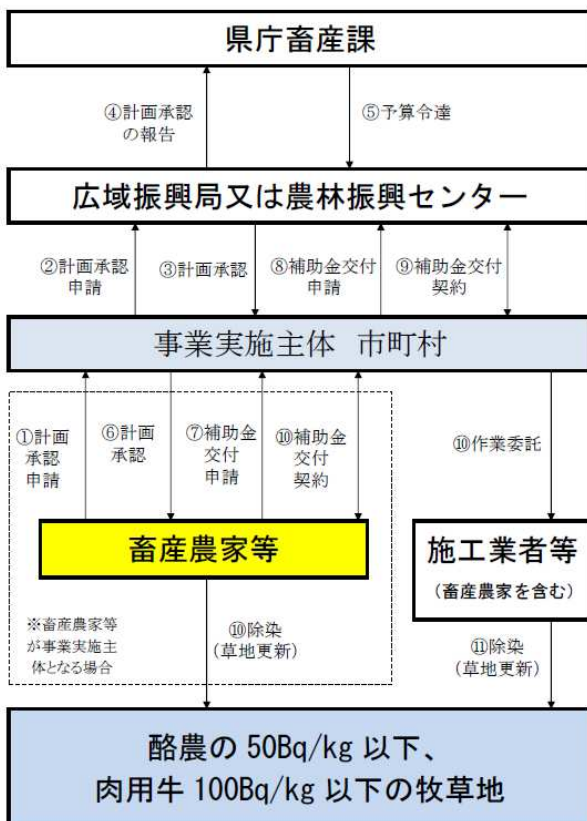 県庁畜産課
④計画承認
の報告
⑤予算令達
広域振興局又は農林振興センター
②計画承認
申請
③計画承認
⑧補助金交付
申請
⑨補助金交付
契約
事業実施主体 市町村
①計画
承認
申請
⑥計画
承認
⑦補助金
交付
申請
⑩補助金
交付
契約
⑩作業委託
畜産農家等
施工業者等
(畜産農家を含む)
※畜産農家等
が事業実施主
体となる場合
⑩除染
(草地更新)
⑪除染
(草地更新)
酪農の 50Bq/kg 以下、
肉用牛 100Bq/kg 以下の牧草地